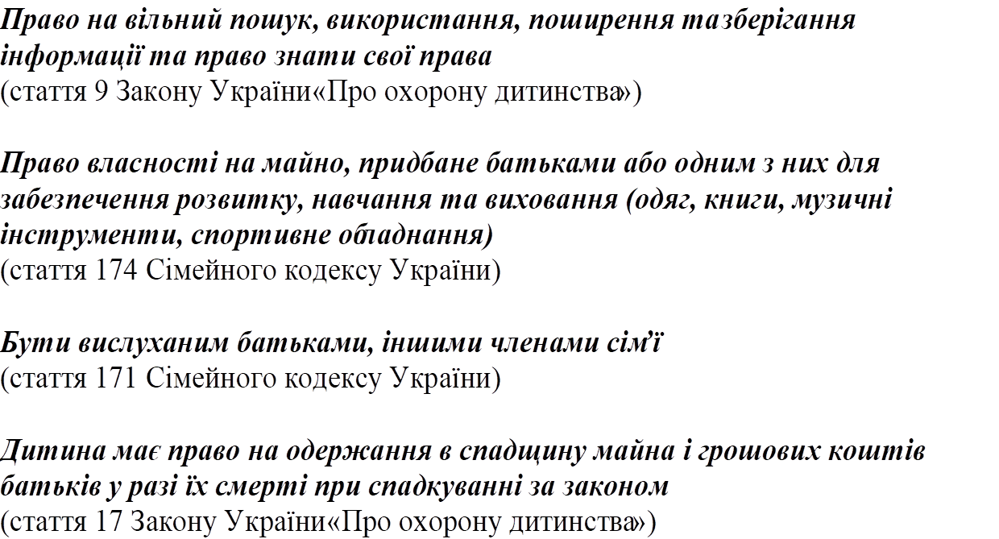 Право на вільний пошук, використання, поширення тазберігання
інформації та право знати свої права
(стаття 9 Закону України«Про охорону дитинства»)
Право власності на майно, придбане батьками або одним з них для
забезпечення розвитку, навчання та виховання (одяг, книги, музичні
інструменти, спортивне обладнання)
(стаття 174 Сімейного кодексу України)
Бути вислуханим батьками, іншими членами сім’ї
(стаття 171 Сімейного кодексу України)
Дитина має право на одержання в спадщину майна і грошових коштів
батьків у разі їх смерті при спадкуванні за законом
(стаття 17 Закону України«Про охорону дитинства»)